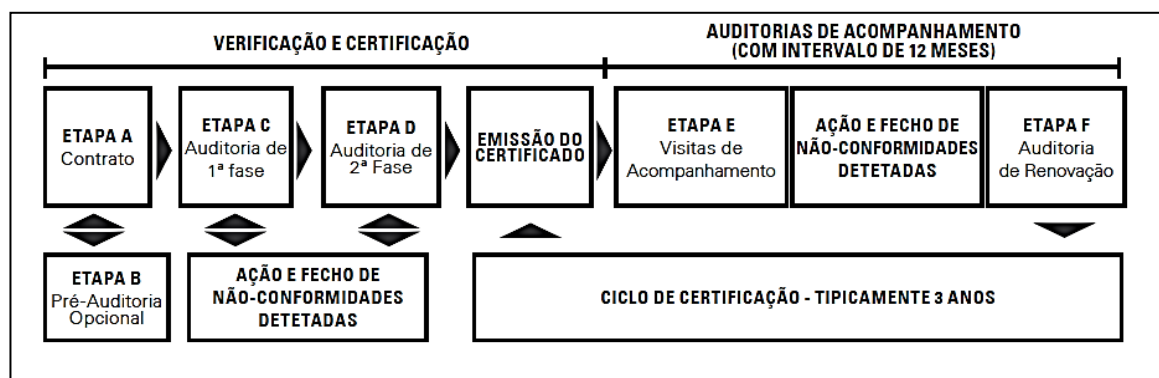 VERIFICAÇÃO E CERTIFICAÇÃO
AUDITORIAS DE ACOMPANHAMENTO
(COM INTERVALO DE 12 MESES)
ETAPA A
Contrato
ETAPA C
Auditoria de
1ª fase
ETAPA D
Auditoria de
2ª Fase
EMISSÃO DO
CERTIFICADO
ETAPA E
Visitas de
Acompanhamento
AÇÃO E FECHO DE
NÃO-CONFORMIDADES
DETETADAS
ETAPA F
Auditoria
de Renovação
ETAPA B
Pré-Auditoria
Opcional
AÇÃO E FECHO DE
NÃO-CONFORMIDADES
DETETADAS
CICLO DE CERTIFICAÇÃO - TIPICAMENTE 3 ANOS